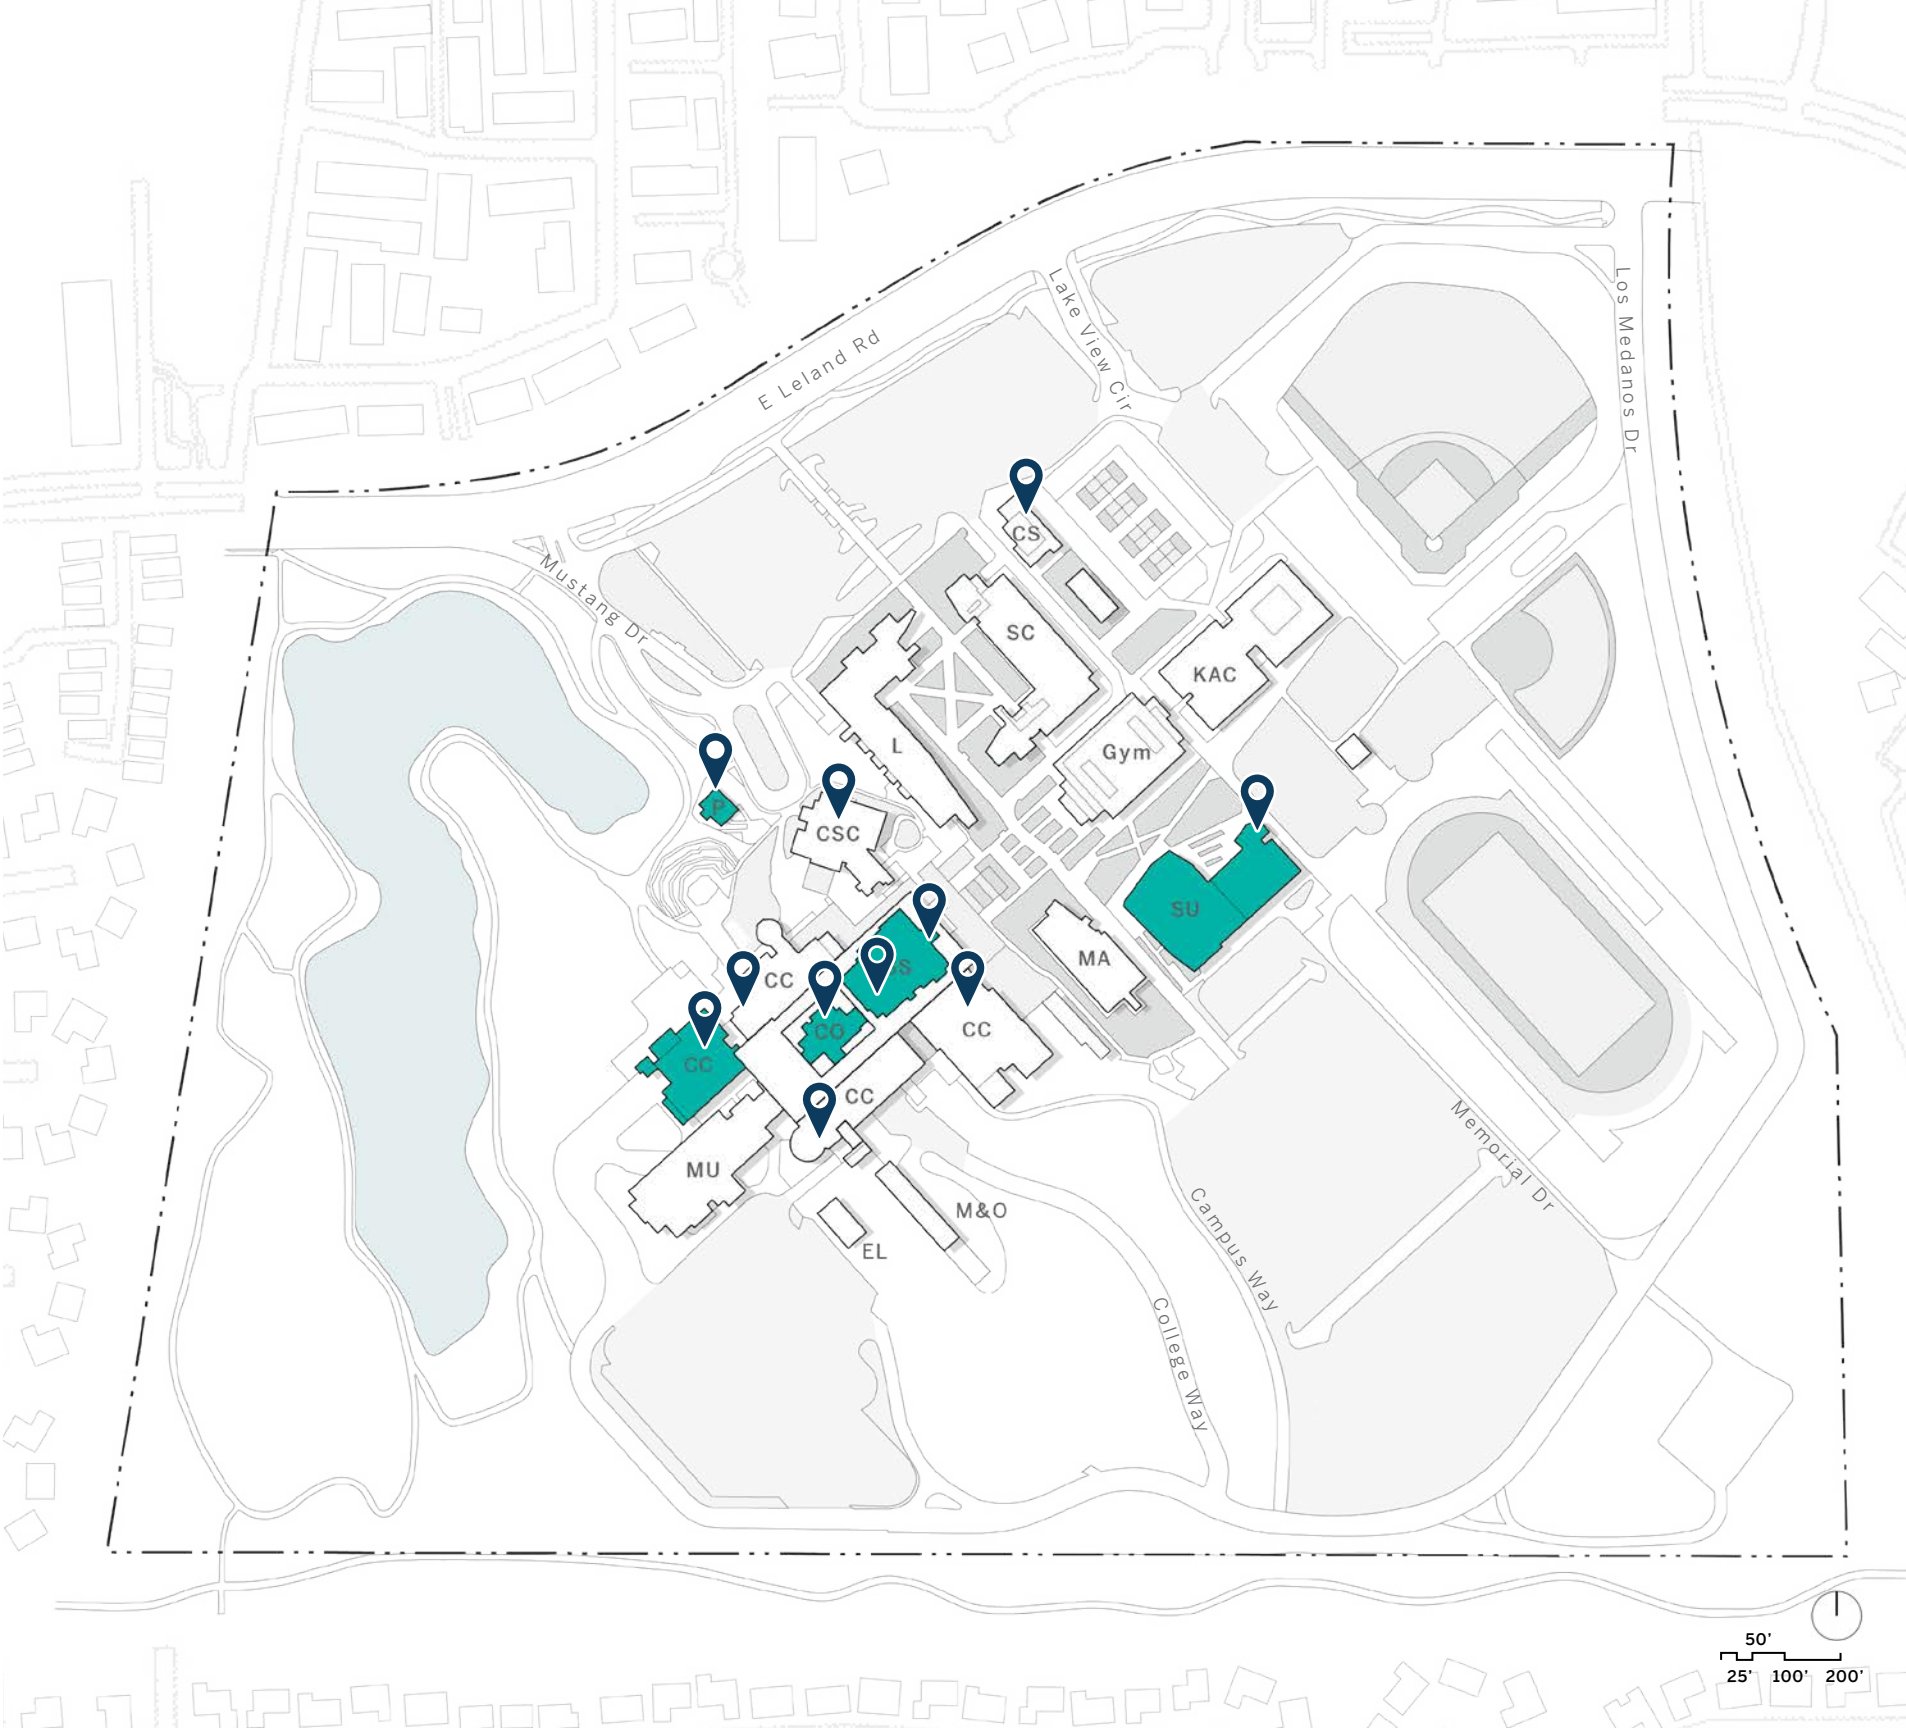 E Leland Rd
Lake View Cir
Los Medanos Dr
Mustang Dr
CS
SC
KAC
L
Gym
P
CSC
SU
MA
CC
S
CO
CC
CC
CC
MU
M&O
EL
Memorial Dr
Campus Way
College Way
50'
25' 100' 200'